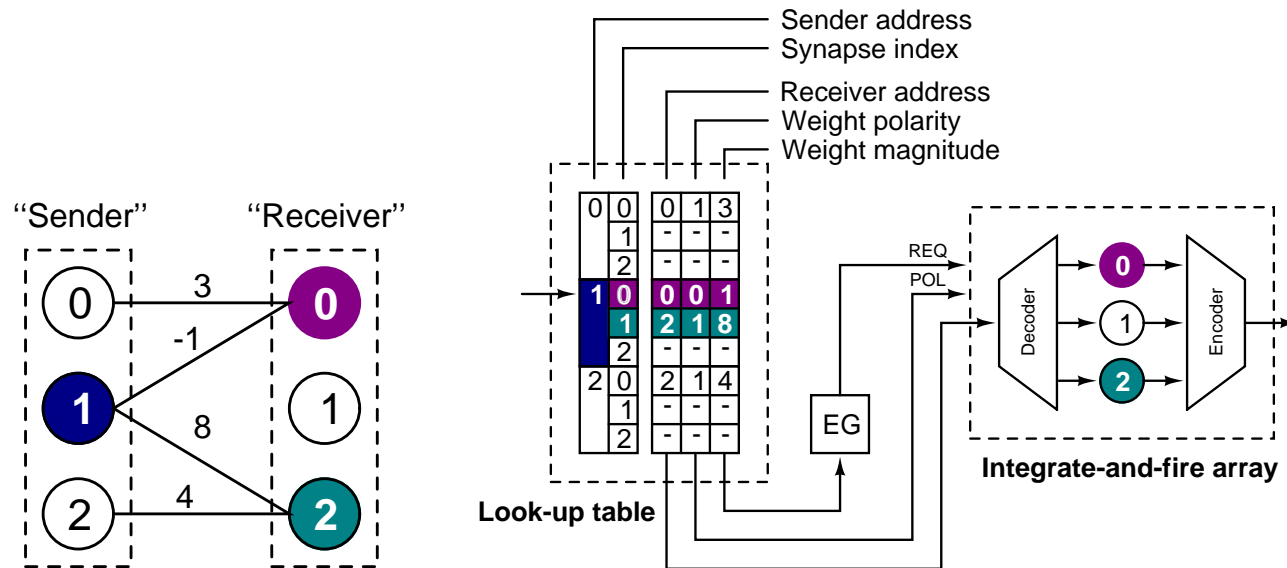 ‘‘Sender’’
‘‘Receiver’’
0
1
2
3
-1
8
4
0
1
2
Sender address
Synapse index
Receiver address
Weight polarity
Weight magnitude
0 0 0 1 3
1 - - -
2 - - -
1 0 0 0 1
1 2 1 8
2 - - -
2 0 2 1 4
1 - - -
2 - - -
Look-up table
EG
REQ
POL
Decoder
0
1
2
Encoder
Integrate-and-fire array